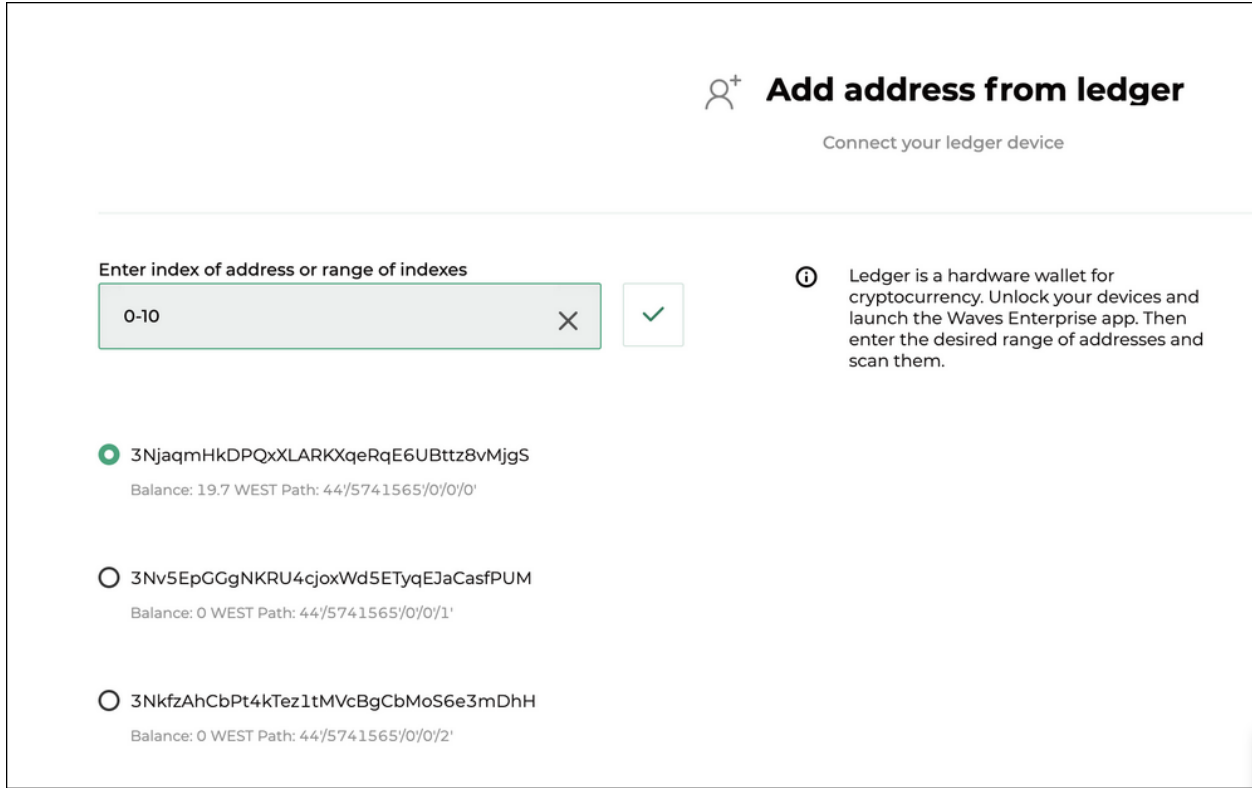 Add address from ledger
Connect your ledger device
Enter index of address or range of indexes
0-10
Ledger is a hardware wallet for
cryptocurrency. Unlock your devices and
launch the Waves Enterprise app. Then
enter the desired range of addresses and
scan them.
3NjaqmHkDPQxXLARKXqeRqE6UBttz8vMjgS
Balance: 19.7 WEST Path: 44'/5741565'/0'/0'/0'
3Nv5EpGGgNKRU4cjoxWd5ETyqEJaCasfPUM
Balance: 0 WEST Path: 44'/5741565'/0'/0'/1'
3NkfzAhCbPt4kTez1tMVcBgCbMoS6e3mDhH
Balance: 0 WEST Path: 44'/5741565'/0'/0'/2'